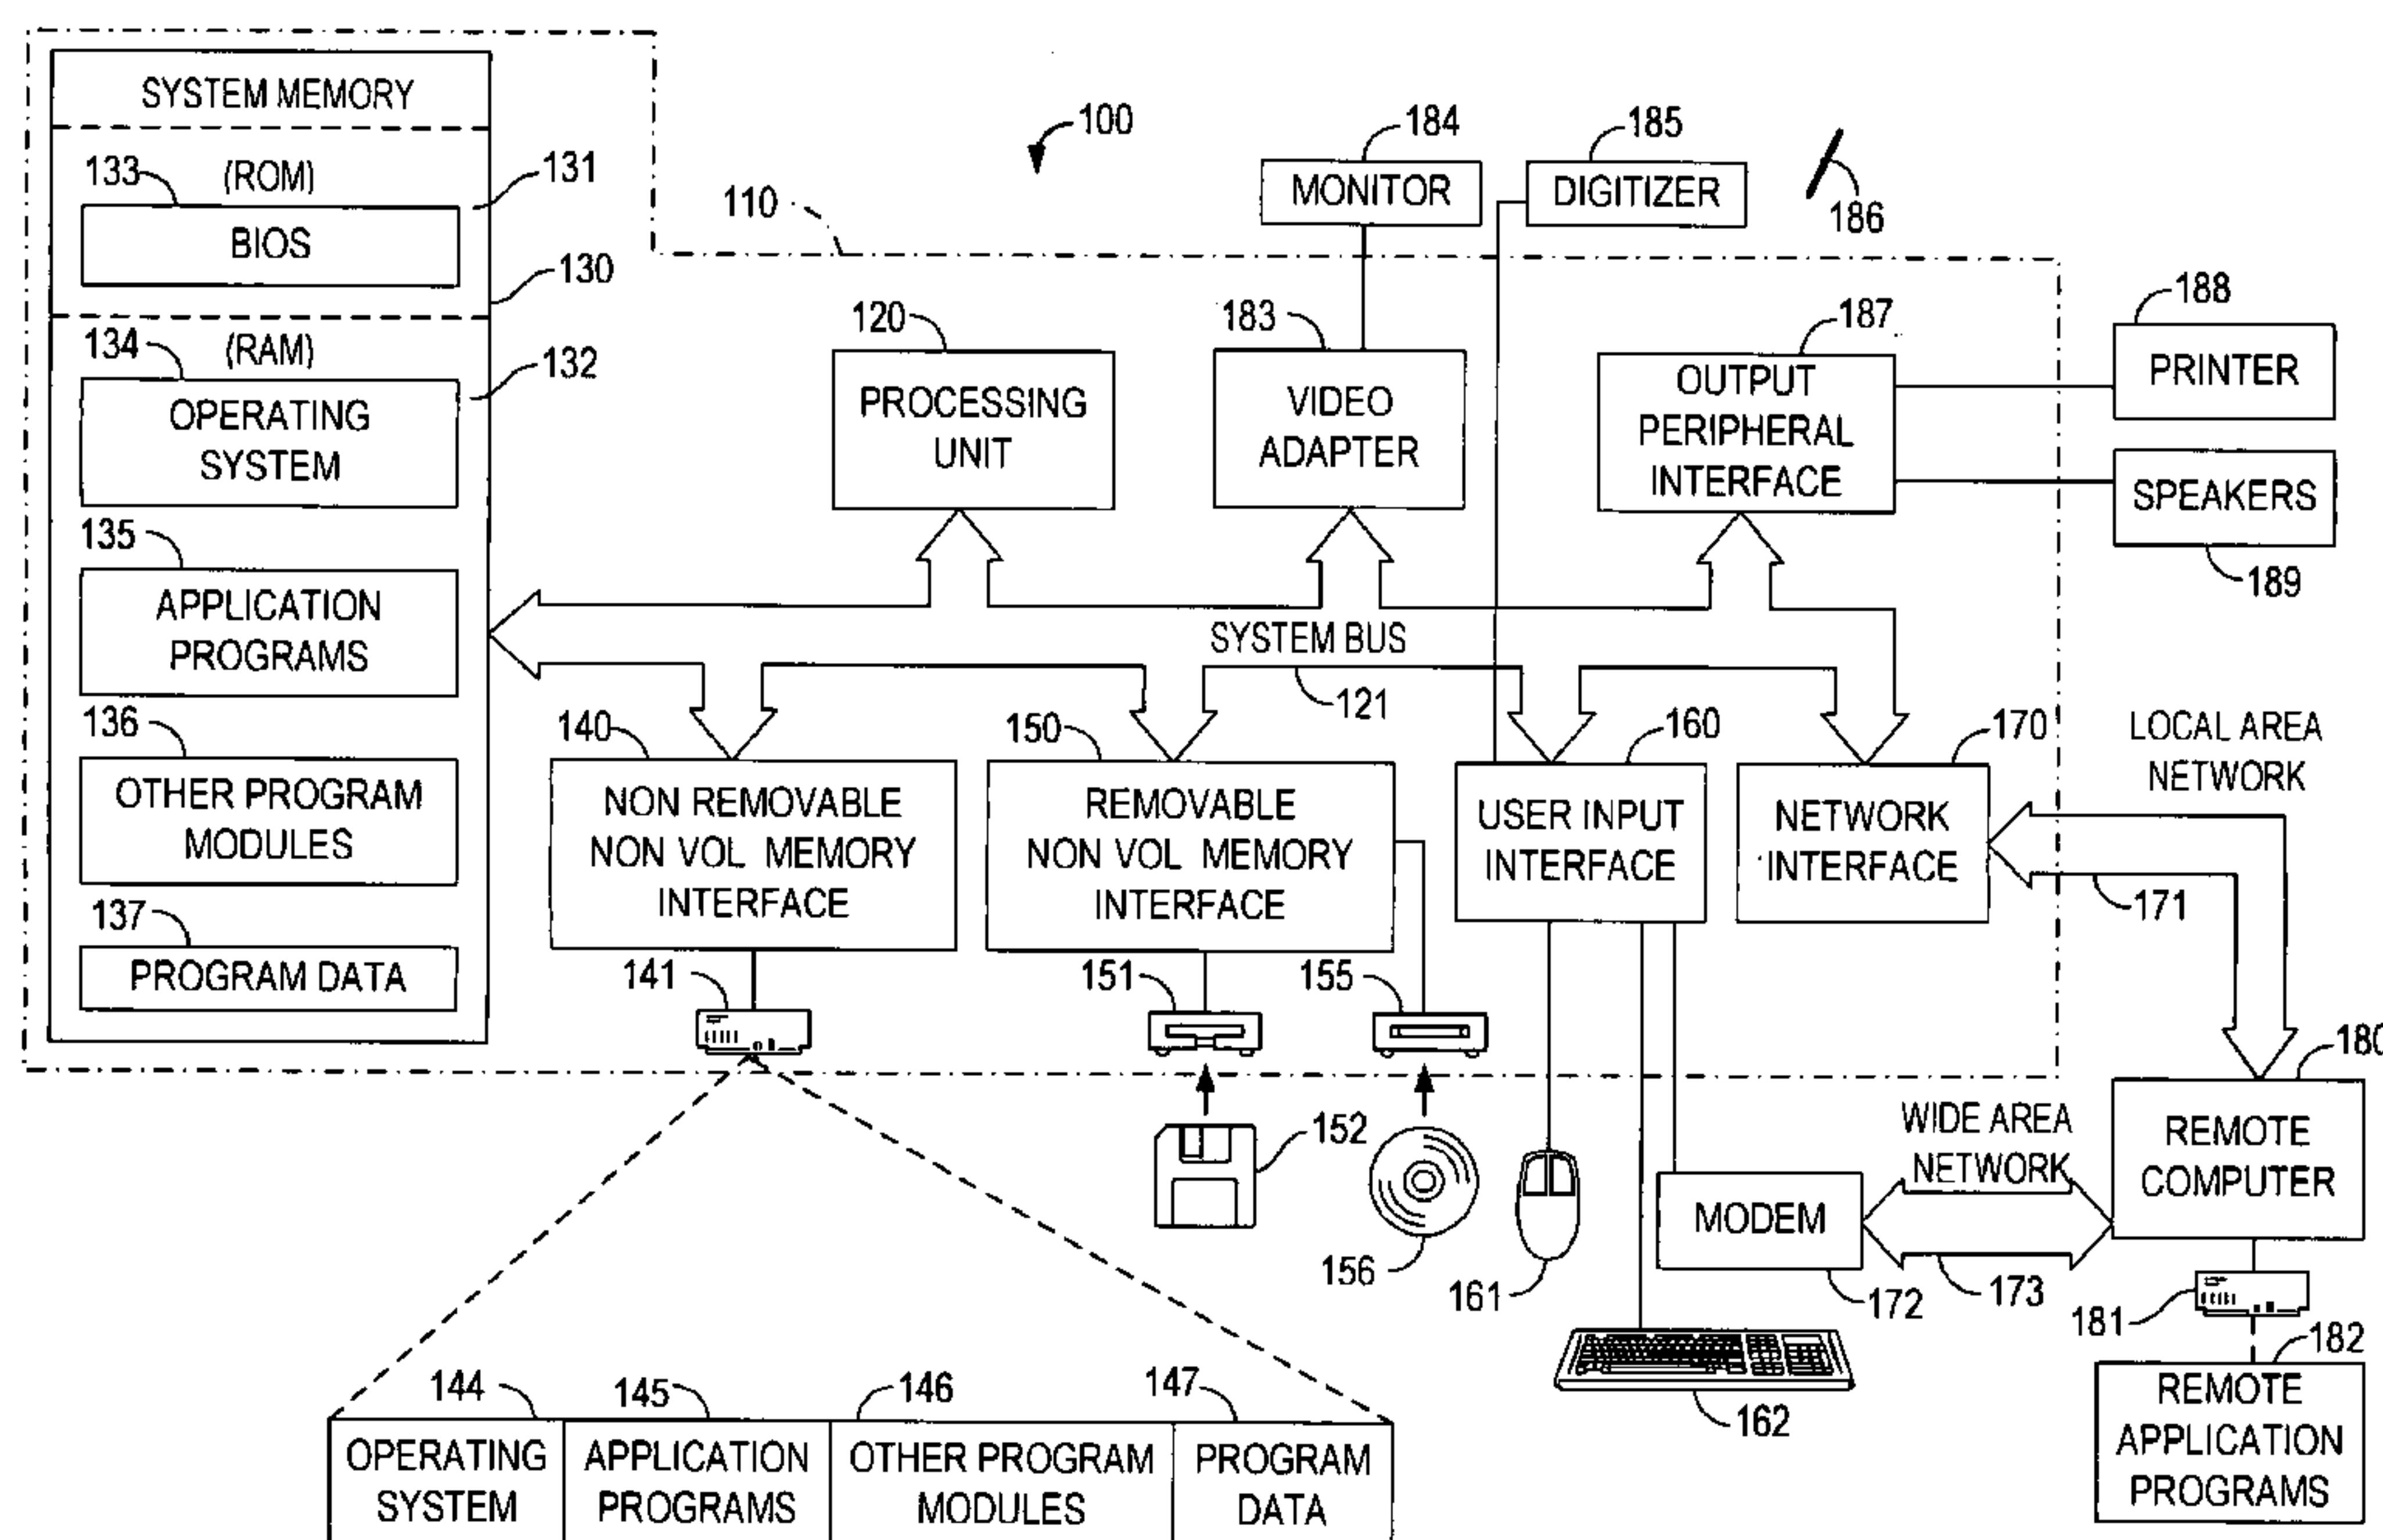 SYSTEM MEMORY
133
(ROM)
131
BIOS
130
134
(RAM)
132
OPERATING
SYSTEM
135
APPLICATION
PROGRAMS
136
OTHER PROGRAM
MODULES
137
PROGRAM DATA
100
110
184
MONITOR
185
DIGITIZER
186
120
PROCESSING
UNIT
183
VIDEO
ADAPTER
187
OUTPUT
PERIPHERAL
INTERFACE
188
PRINTER
SPEAKERS
189
SYSTEM BUS
121
140
NON REMOVABLE
NON VOL MEMORY
INTERFACE
141
150
REMOVABLE
NON VOL MEMORY
INTERFACE
151
155
160
USER INPUT
INTERFACE
170
NETWORK
INTERFACE
LOCAL AREA
NETWORK
171
152
156
161
162
MODEM
172
WIDE AREA
NETWORK
173
180
REMOTE
COMPUTER
181
182
REMOTE
APPLICATION
PROGRAMS
144
OPERATING
SYSTEM
145
APPLICATION
PROGRAMS
146
OTHER PROGRAM
MODULES
147
PROGRAM
DATA